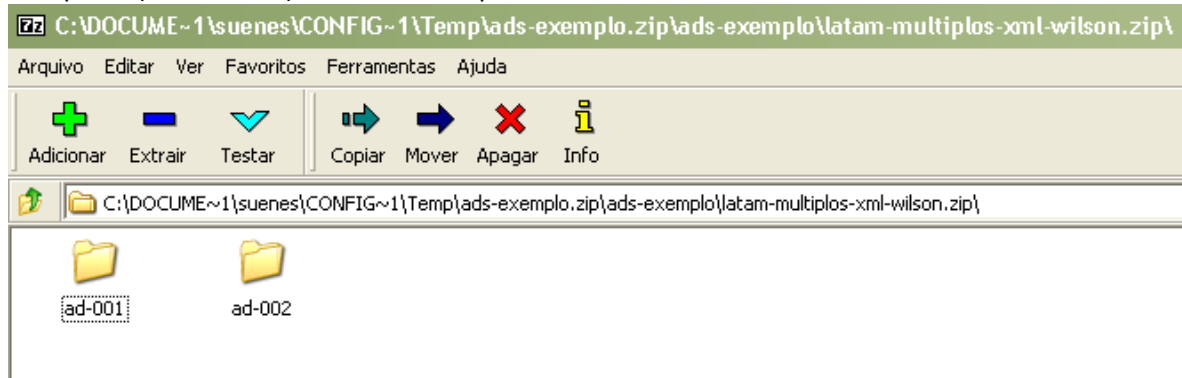 7z C:\DOCUME~1\suenes\CONFIG~1\Temp\ads-exemplo.zip\ads-exemplo\latam-multiplos-xml-wilson.zip\
Arquivo Editar Ver Favoritos Ferramentas Ajuda
Adicionar Extrair Testar Copiar Mover Apagar Info
C:\DOCUME~1\suenes\CONFIG~1\Temp\ads-exemplo.zip\ads-exemplo\latam-multiplos-xml-wilson.zip\
ad-001 ad-002